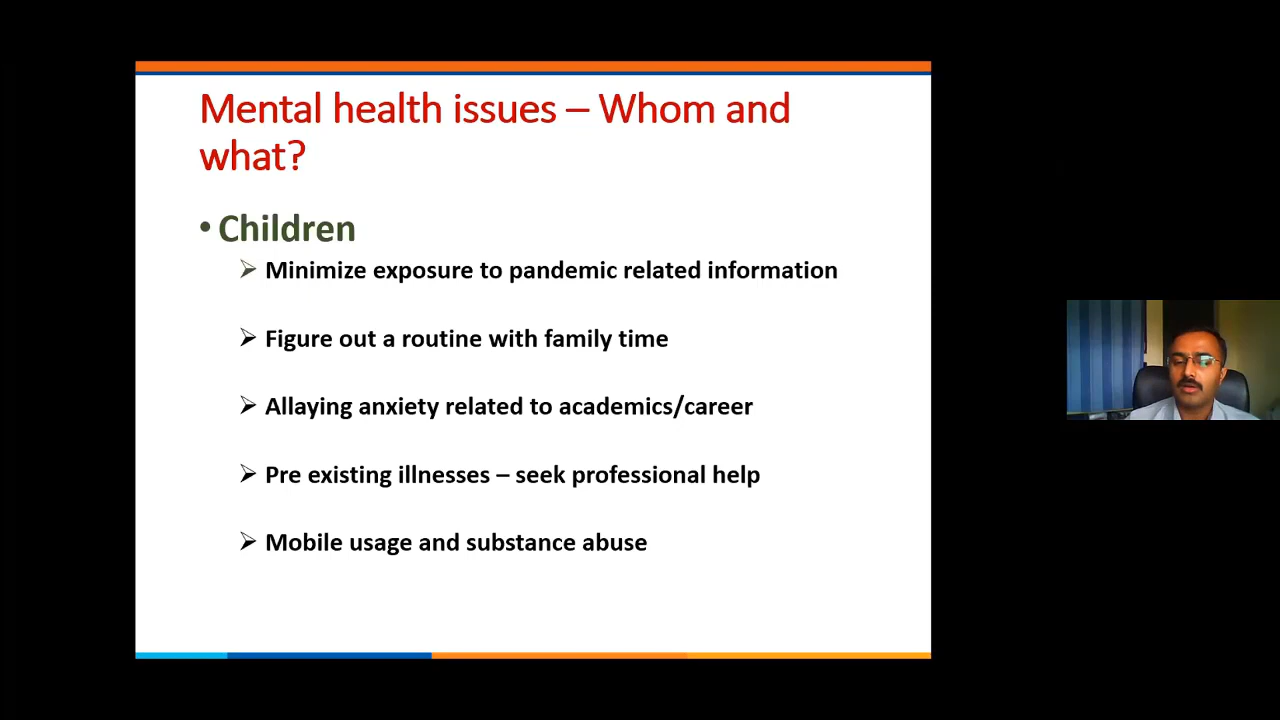 Mental health issues – Whom and
what?
• Children
➢ Minimize exposure to pandemic related information
➢ Figure out a routine with family time
➢ Allaying anxiety related to academics/career
➢ Pre existing illnesses – seek professional help
➢ Mobile usage and substance abuse